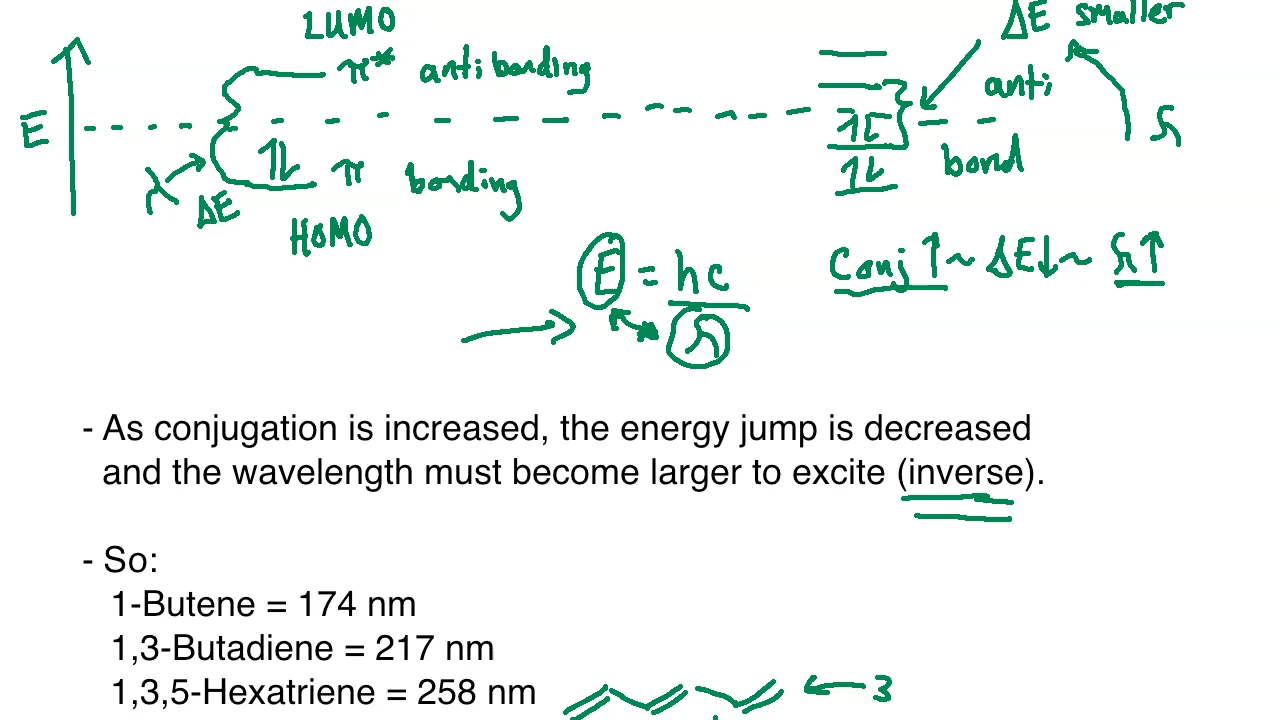 LUMO
ΔE smaller
π* antibonding
anti
E
π bonding
bond
λ
ΔE
HOMO
E = hc
λ
Conj ↑ ~ ΔE↓ ~ λ↑
- As conjugation is increased, the energy jump is decreased
and the wavelength must become larger to excite (inverse).
- So:
1-Butene = 174 nm
1,3-Butadiene = 217 nm
1,3,5-Hexatriene = 258 nm
3